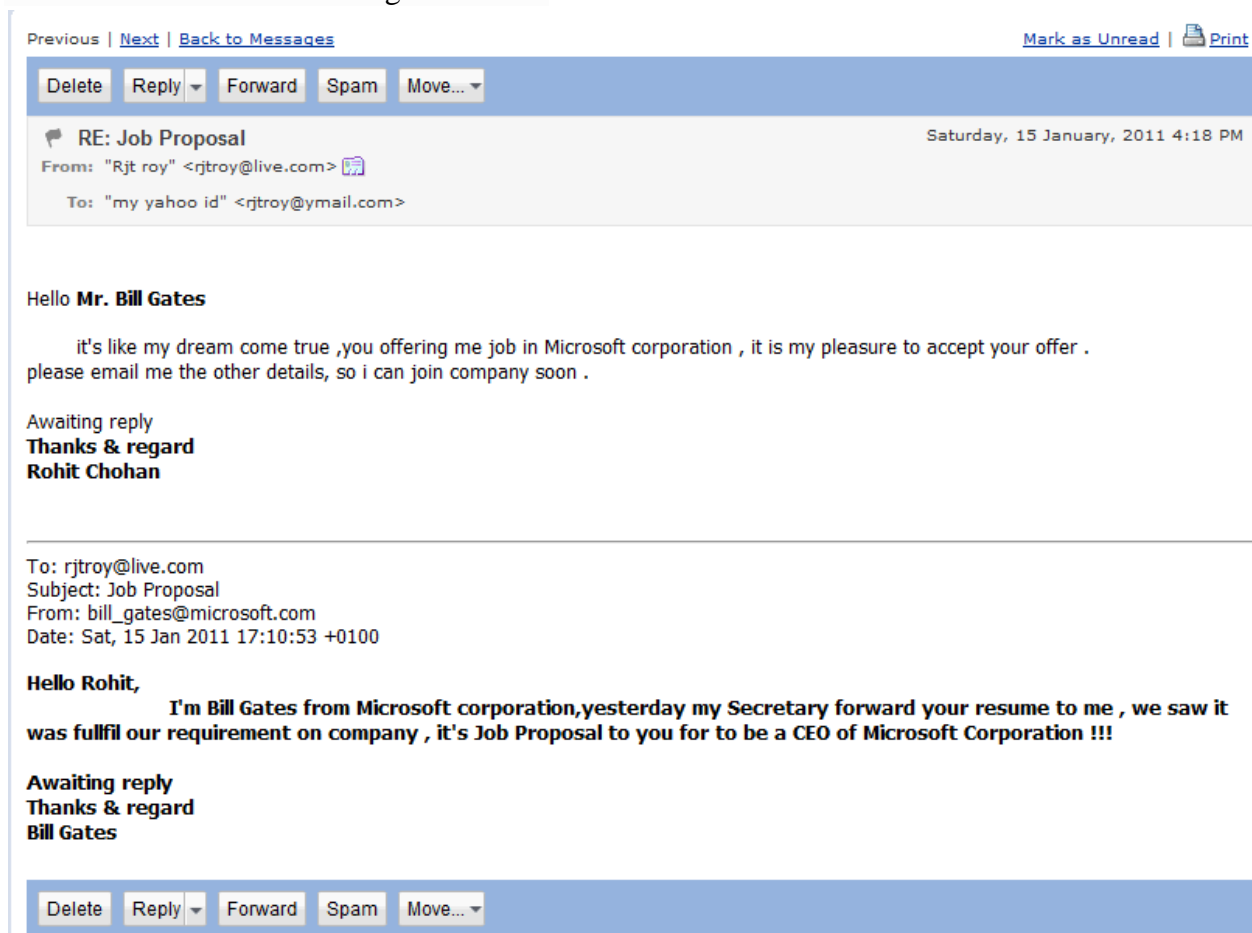 Previous | Next | Back to Messages Mark as Unread | Print
Delete Reply Forward Spam Move...
RE: Job Proposal Saturday, 15 January, 2011 4:18 PM
From: "Rjt roy" <rjtroy@live.com>
To: "my yahoo id" <rjtroy@ymail.com>
Hello Mr. Bill Gates
it's like my dream come true ,you offering me job in Microsoft corporation , it is my pleasure to accept your offer .
please email me the other details, so i can join company soon .
Awaiting reply
Thanks & regard
Rohit Chohan
To: rjtroy@live.com
Subject: Job Proposal
From: bill_gates@microsoft.com
Date: Sat, 15 Jan 2011 17:10:53 +0100
Hello Rohit,
I'm Bill Gates from Microsoft corporation,yesterday my Secretary forward your resume to me , we saw it
was fullfil our requirement on company , it's Job Proposal to you for to be a CEO of Microsoft Corporation !!!
Awaiting reply
Thanks & regard
Bill Gates
Delete Reply Forward Spam Move...